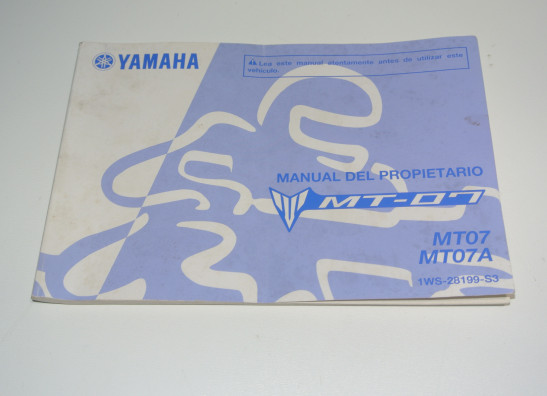 YAMAHA
Lea este manual atentamente antes de utilizar este
vehículo.
MANUAL DEL PROPIETARIO
MT-07
MT07
MT07A
1WS-28199-S3